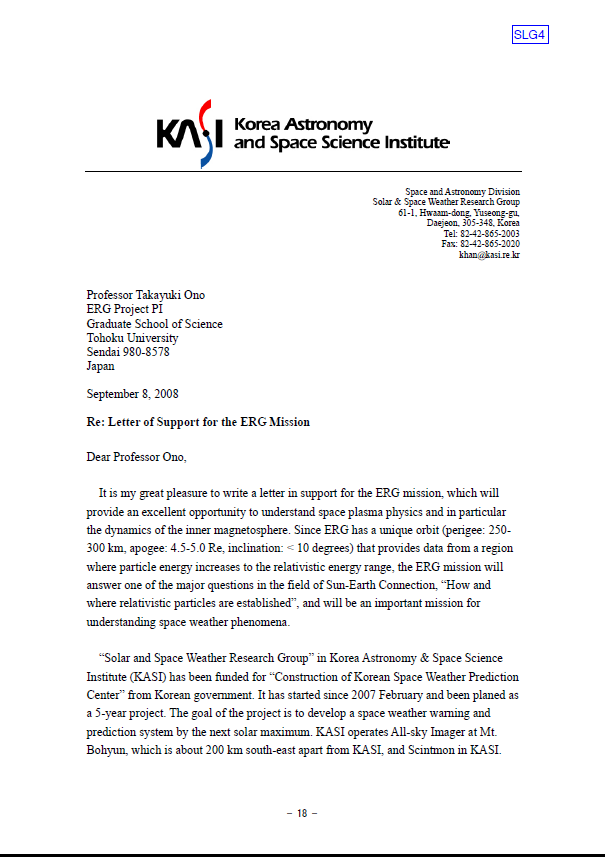 SLG4
KASI Korea Astronomy
and Space Science Institute
Space and Astronomy Division
Solar & Space Weather Research Group
61-1, Hwaam-dong, Yuseong-gu,
Daejeon, 305-348, Korea
Tel: 82-42-865-2003
Fax: 82-42-865-2020
khan@kasi.re.kr
Professor Takayuki Ono
ERG Project PI
Graduate School of Science
Tohoku University
Sendai 980-8578
Japan
September 8, 2008
Re: Letter of Support for the ERG Mission
Dear Professor Ono,
It is my great pleasure to write a letter in support for the ERG mission, which will
provide an excellent opportunity to understand space plasma physics and in particular
the dynamics of the inner magnetosphere. Since ERG has a unique orbit (perigee: 250-
300 km, apogee: 4.5-5.0 Re, inclination: < 10 degrees) that provides data from a region
where particle energy increases to the relativistic energy range, the ERG mission will
answer one of the major questions in the field of Sun-Earth Connection, “How and
where relativistic particles are established”, and will be an important mission for
understanding space weather phenomena.
“Solar and Space Weather Research Group” in Korea Astronomy & Space Science
Institute (KASI) has been funded for “Construction of Korean Space Weather Prediction
Center” from Korean government. It has started since 2007 February and been planed as
a 5-year project. The goal of the project is to develop a space weather warning and
prediction system by the next solar maximum. KASI operates All-sky Imager at Mt.
Bohyun, which is about 200 km south-east apart from KASI, and Scintmon in KASI.
– 18 –